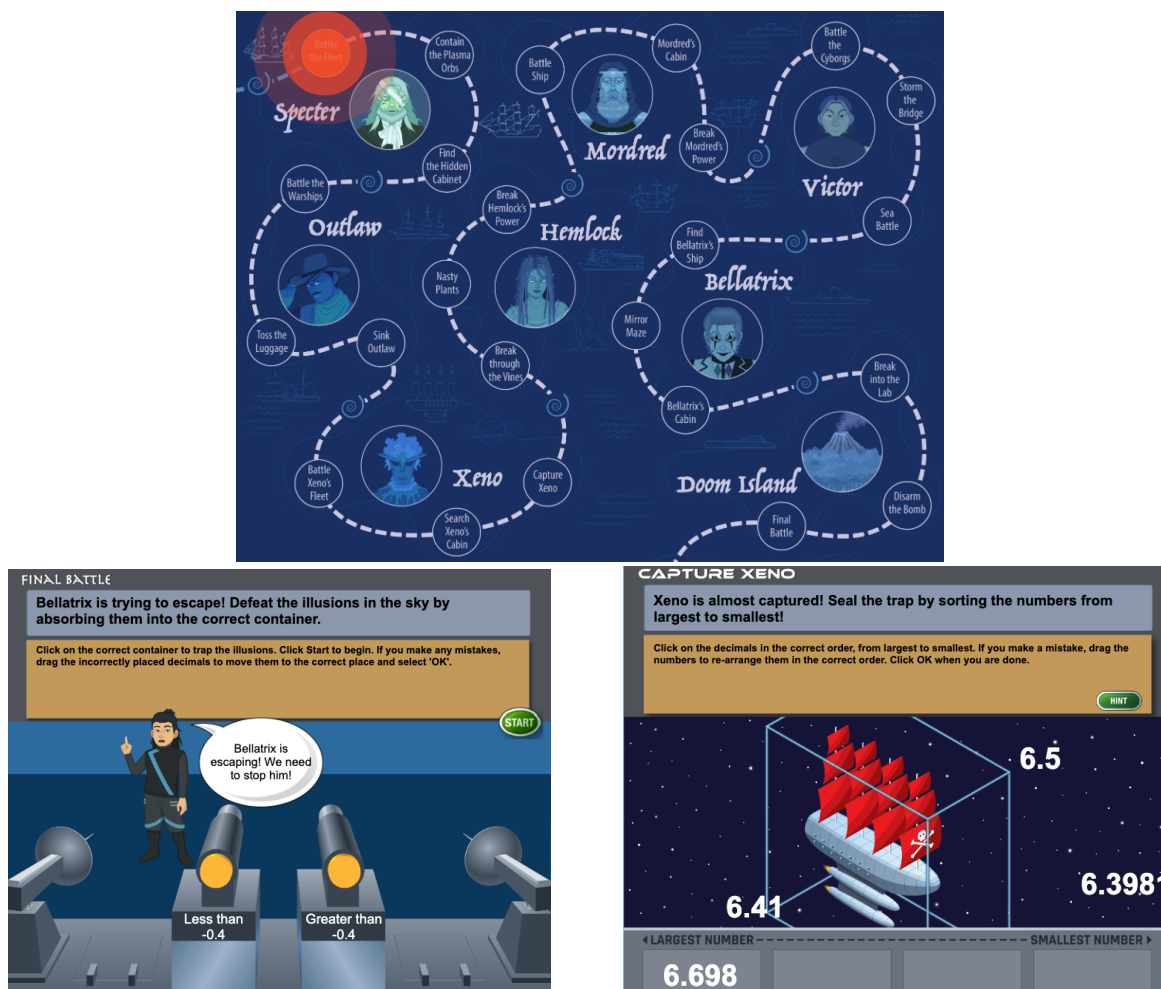 Battle
the Fleet
Contain
the Plasma
Orbs
Specter
Find
the Hidden
Cabinet
Battle the
Warships
Outlaw
Toss the
Luggage
Sink
Outlaw
Battle
Xeno's
Fleet
Xeno
Search
Xeno's
Cabin
Capture
Xeno
Break
through
the Vines
Nasty
Plants
Hemlock
Break
Hemlock's
Power
Battle
Ship
Mordred
Mordred's
Cabin
Break
Mordred's
Power
Battle
the
Cyborgs
Victor
Storm
the
Bridge
Sea
Battle
Find
Bellatrix's
Ship
Bellatrix
Mirror
Maze
Bellatrix's
Cabin
Break
into the
Lab
Doom Island
Disarm
the Bomb
Final
Battle
FINAL BATTLE
Bellatrix is trying to escape! Defeat the illusions in the sky by
absorbing them into the correct container.
Click on the correct container to trap the illusions. Click Start to begin. If you make any mistakes,
drag the incorrectly placed decimals to move them to the correct place and select 'OK'.
START
Bellatrix is
escaping! We need
to stop him!
Less than
-0.4
Greater than
-0.4
CAPTURE XENO
Xeno is almost captured! Seal the trap by sorting the numbers from
largest to smallest!
Click on the decimals in the correct order, from largest to smallest. If you make a mistake, drag the
numbers to re-arrange them in the correct order. Click OK when you are done.
HINT
6.5
6.398
6.41
LARGEST NUMBER
SMALLEST NUMBER
6.698